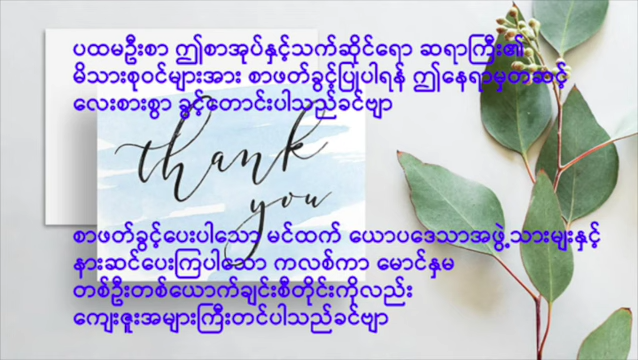 ပထမဦးစာ ဤစာအုပ်နှင့်သက်ဆိုင်ရော ဆရာကြီး၏
မိသားစုဝင်များအား စာဖတ်ခွင့်ပြုပါရန် ဤနေရာမှတဆင့်
လေးစားစွာ ခွင့်တောင်းပါသည်ခင်ဗျာ
thank
you
စာဖတ်ခွင့်ပေးပါသော မင်ထက် ယောပဒေသာအဖွဲ့သားမျးနှင့်
နားဆင်ပေးကြပါသော ကလစ်ကာ မောင်နှမ
တစ်ဦးတစ်ယောက်ချင်းစီတိုင်းကိုလည်း
ကျေးဇူးအများကြီးတင်ပါသည်ခင်ဗျာ